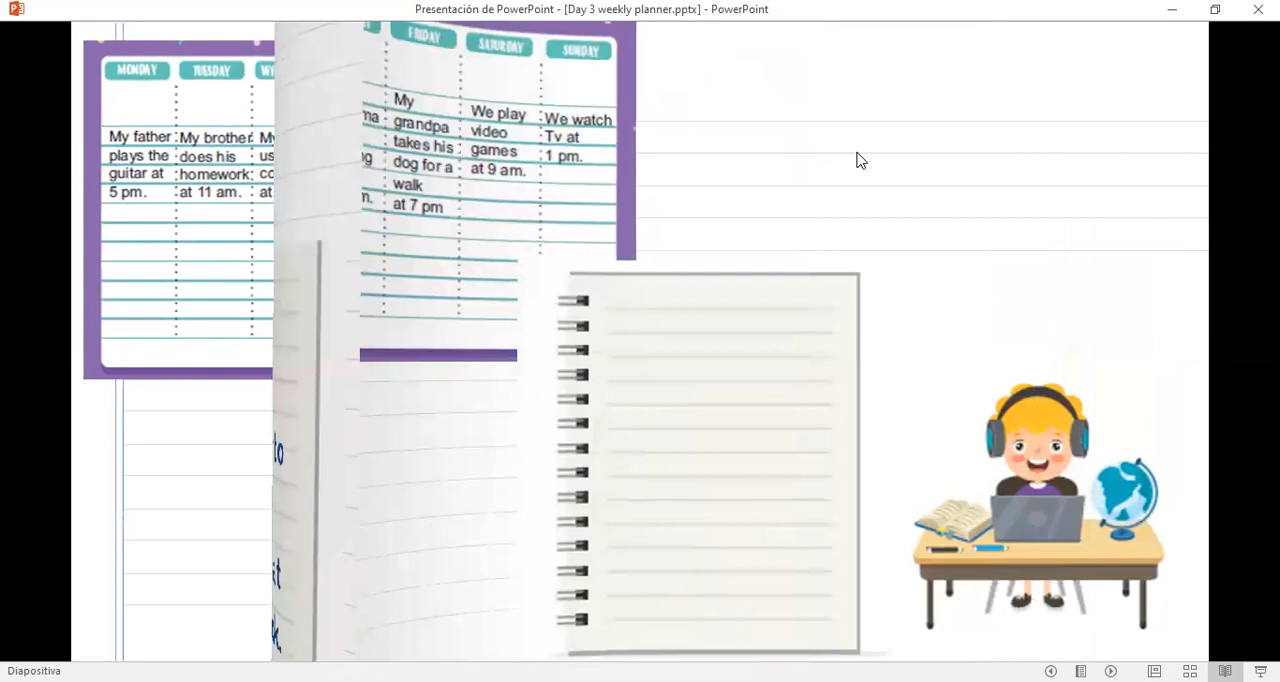 Presentación de PowerPoint - [Day 3 weekly planner.pptx] - PowerPoint
MONDAY
My father
plays the
guitar at
5 pm.
TUESDAY
My brother
does his
homework
at 11 am.
at
FRIDAY
My
grandpa
takes his
dog for a
walk
at 7 pm
SATURDAY
We play
video
games
at 9 am.
SUNDAY
We watch
Tv at
1 pm.
to
Diapositiva